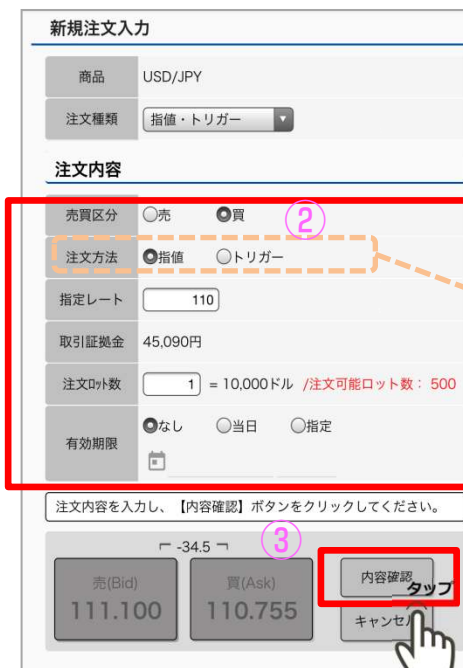 新規注文入力
商品 USD/JPY
注文種類 指値・トリガー
注文内容
売買区分 売 買 ②
注文方法 指値 トリガー
指定レート 110
取引証拠金 45,090円
注文ロット数 1 = 10,000ドル /注文可能ロット数： 500
有効期限 なし 当日 指定
注文内容を入力し、【内容確認】ボタンをクリックしてください。
-34.5 ③
売(Bid) 買(Ask) 内容確認
タップ
111.100 110.755 キャンセル